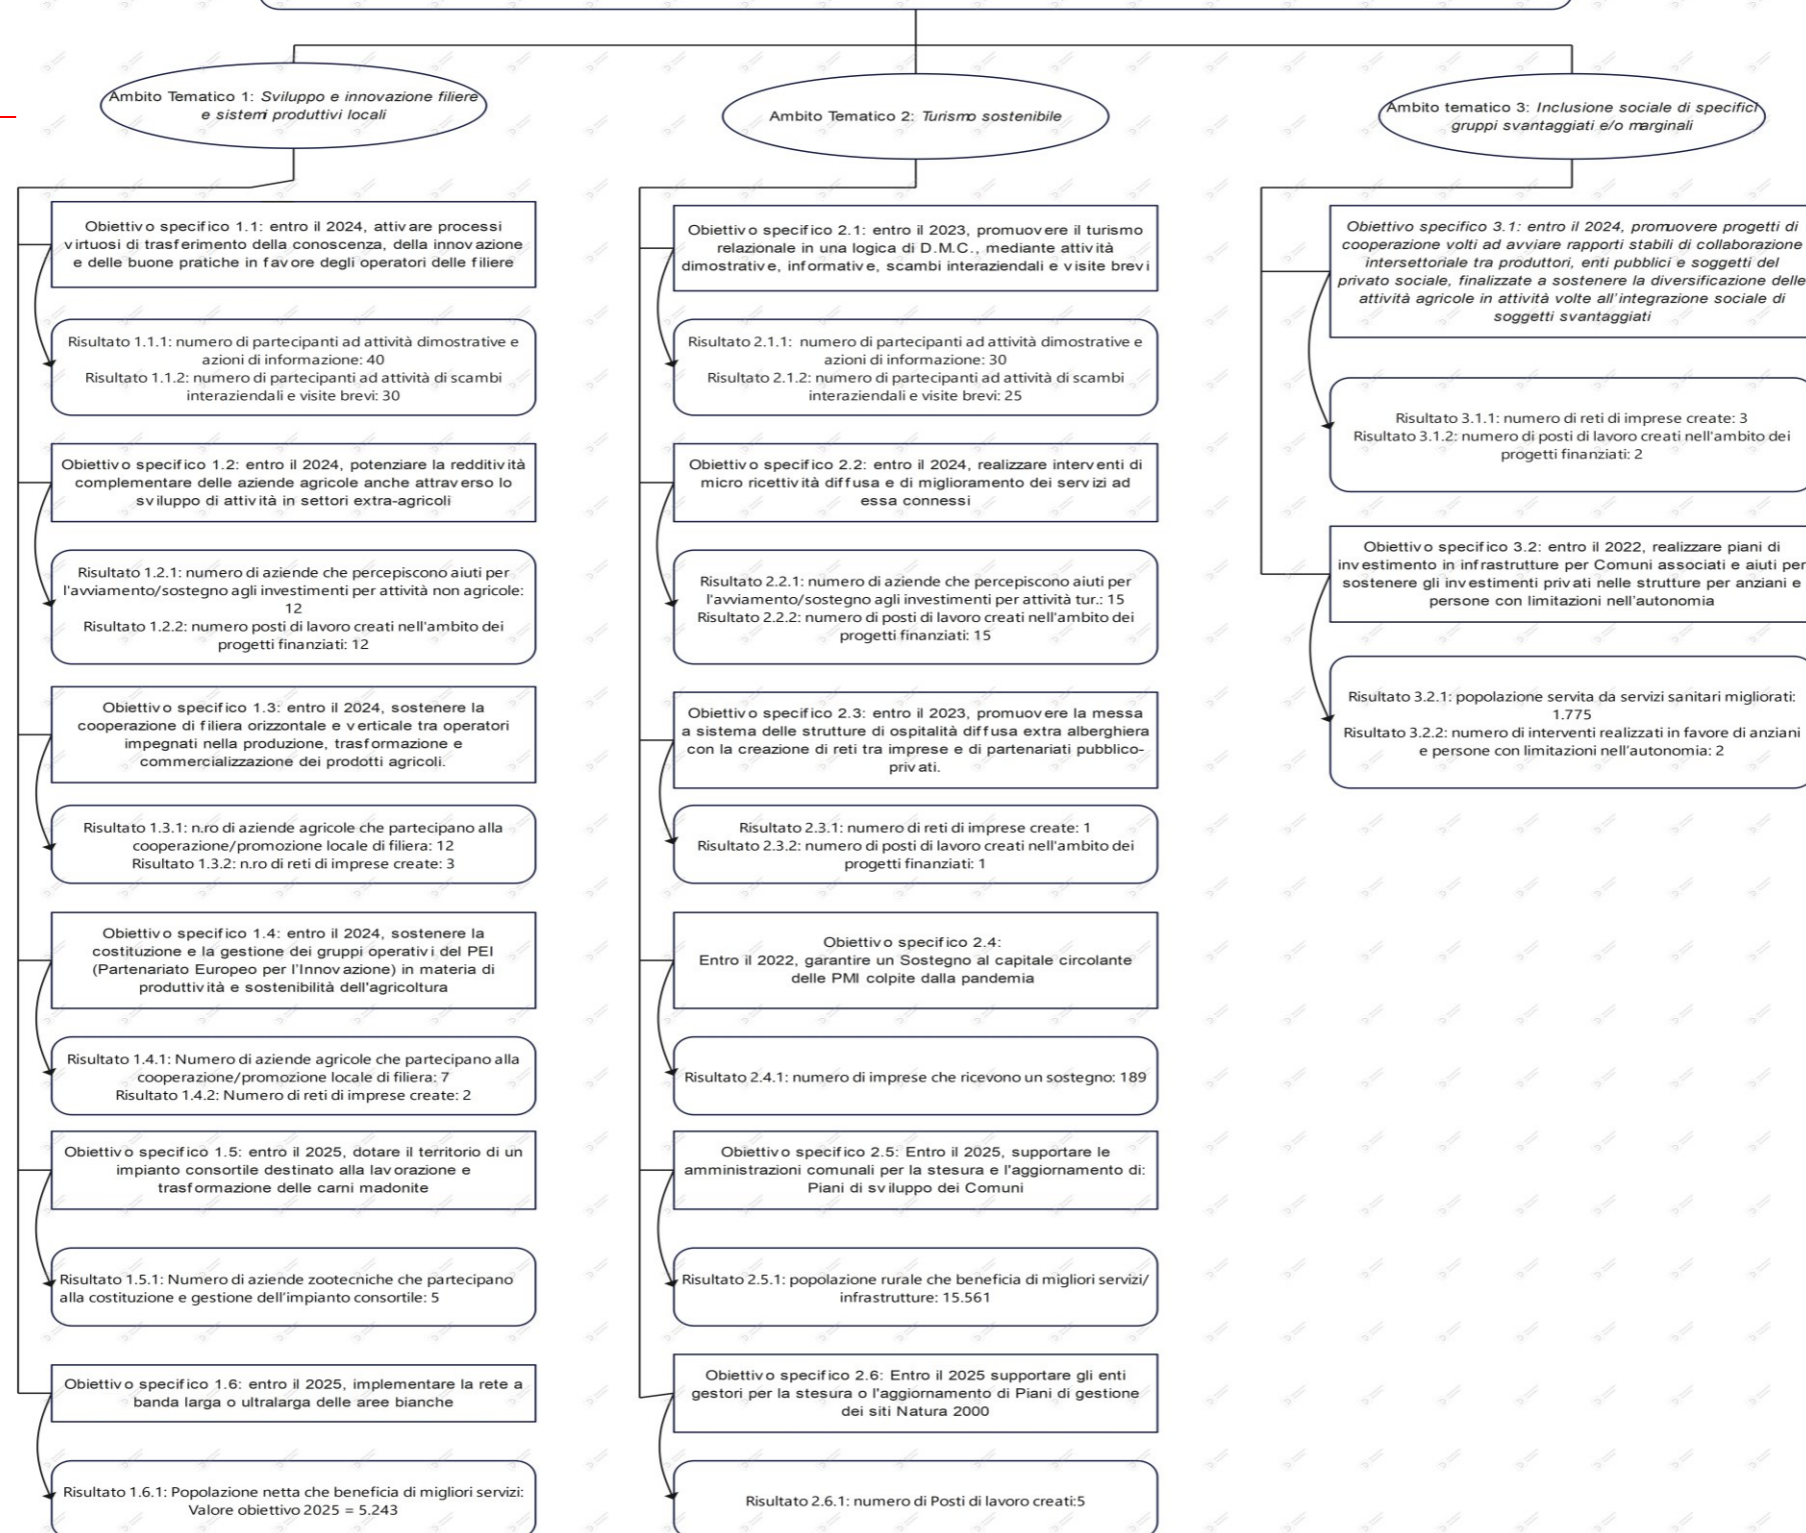 Ambito Tematico 1: Sviluppo e innovazione filiere
e sistemi produttivi locali
Obiettivo specifico 1.1: entro il 2024, attivare processi
virtuosi di trasferimento della conoscenza, della innovazione
e delle buone pratiche in favore degli operatori delle filiere
Risultato 1.1.1: numero di partecipanti ad attività dimostrative e
azioni di informazione: 40
Risultato 1.1.2: numero di partecipanti ad attività di scambi
interaziendali e visite brevi: 30
Obiettivo specifico 1.2: entro il 2024, potenziare la redditività
complementare delle aziende agricole anche attraverso lo
sviluppo di attività in settori extra-agricoli
Risultato 1.2.1: numero di aziende che percepiscono aiuti per
l'avviamento/sostegno agli investimenti per attività non agricole:
12
Risultato 1.2.2: numero posti di lavoro creati nell'ambito dei
progetti finanziati: 12
Obiettivo specifico 1.3: entro il 2024, sostenere la
cooperazione di filiera orizzontale e verticale tra operatori
impegnati nella produzione, trasformazione e
commercializzazione dei prodotti agricoli.
Risultato 1.3.1: n.ro di aziende agricole che partecipano alla
cooperazione/promozione locale di filiera: 12
Risultato 1.3.2: n.ro di reti di imprese create: 3
Obiettivo specifico 1.4: entro il 2024, sostenere la
costituzione e la gestione dei gruppi operativi del PEI
(Partenariato Europeo per l'Innovazione) in materia di
produttività e sostenibilità dell'agricoltura
Risultato 1.4.1: Numero di aziende agricole che partecipano alla
cooperazione/promozione locale di filiera: 7
Risultato 1.4.2: Numero di reti di imprese create: 2
Obiettivo specifico 1.5: entro il 2025, dotare il territorio di un
impianto consortile destinato alla lavorazione e
trasformazione delle carni madonite
Risultato 1.5.1: Numero di aziende zootecniche che partecipano
alla costituzione e gestione dell'impianto consortile: 5
Obiettivo specifico 1.6: entro il 2025, implementare la rete a
banda larga o ultralarga delle aree bianche
Risultato 1.6.1: Popolazione netta che beneficia di migliori servizi:
Valore obiettivo 2025 = 5.243
Ambito Tematico 2: Turismo sostenibile
Obiettivo specifico 2.1: entro il 2023, promuovere il turismo
relazionale in una logica di D.M.C., mediante attività
dimostrative, informative, scambi interaziendali e visite brevi
Risultato 2.1.1: numero di partecipanti ad attività dimostrative e
azioni di informazione: 30
Risultato 2.1.2: numero di partecipanti ad attività di scambi
interaziendali e visite brevi: 25
Obiettivo specifico 2.2: entro il 2024, realizzare interventi di
micro ricettività diffusa e di miglioramento dei servizi ad
essa connessi
Risultato 2.2.1: numero di aziende che percepiscono aiuti per
l'avviamento/sostegno agli investimenti per attività tur.: 15
Risultato 2.2.2: numero di posti di lavoro creati nell'ambito dei
progetti finanziati: 15
Obiettivo specifico 2.3: entro il 2023, promuovere la messa
a sistema delle strutture di ospitalità diffusa extra alberghiera
con la creazione di reti tra imprese e di partenariati pubblico-
privati.
Risultato 2.3.1: numero di reti di imprese create: 1
Risultato 2.3.2: numero di posti di lavoro creati nell'ambito dei
progetti finanziati: 1
Obiettivo specifico 2.4:
Entro il 2022, garantire un Sostegno al capitale circolante
delle PMI colpite dalla pandemia
Risultato 2.4.1: numero di imprese che ricevono un sostegno: 189
Obiettivo specifico 2.5: Entro il 2025, supportare le
amministrazioni comunali per la stesura e l'aggiornamento di:
Piani di sviluppo dei Comuni
Risultato 2.5.1: popolazione rurale che beneficia di migliori servizi/
infrastrutture: 15.561
Obiettivo specifico 2.6: Entro il 2025 supportare gli enti
gestori per la stesura o l'aggiornamento di Piani di gestione
dei siti Natura 2000
Risultato 2.6.1: numero di Posti di lavoro creati:5
Ambito tematico 3: Inclusione sociale di specifici
gruppi svantaggiati e/o marginali
Obiettivo specifico 3.1: entro il 2024, promuovere progetti di
cooperazione volti ad avviare rapporti stabili di collaborazione
intersettoriale tra produttori, enti pubblici e soggetti del
privato sociale, finalizzate a sostenere la diversificazione delle
attività agricole in attività volte all'integrazione sociale di
soggetti svantaggiati
Risultato 3.1.1: numero di reti di imprese create: 3
Risultato 3.1.2: numero di posti di lavoro creati nell'ambito dei
progetti finanziati: 2
Obiettivo specifico 3.2: entro il 2022, realizzare piani di
investimento in infrastrutture per Comuni associati e aiuti per
sostenere gli investimenti privati nelle strutture per anziani e
persone con limitazioni nell'autonomia
Risultato 3.2.1: popolazione servita da servizi sanitari migliorati:
1.775
Risultato 3.2.2: numero di interventi realizzati in favore di anziani
e persone con limitazioni nell'autonomia: 2